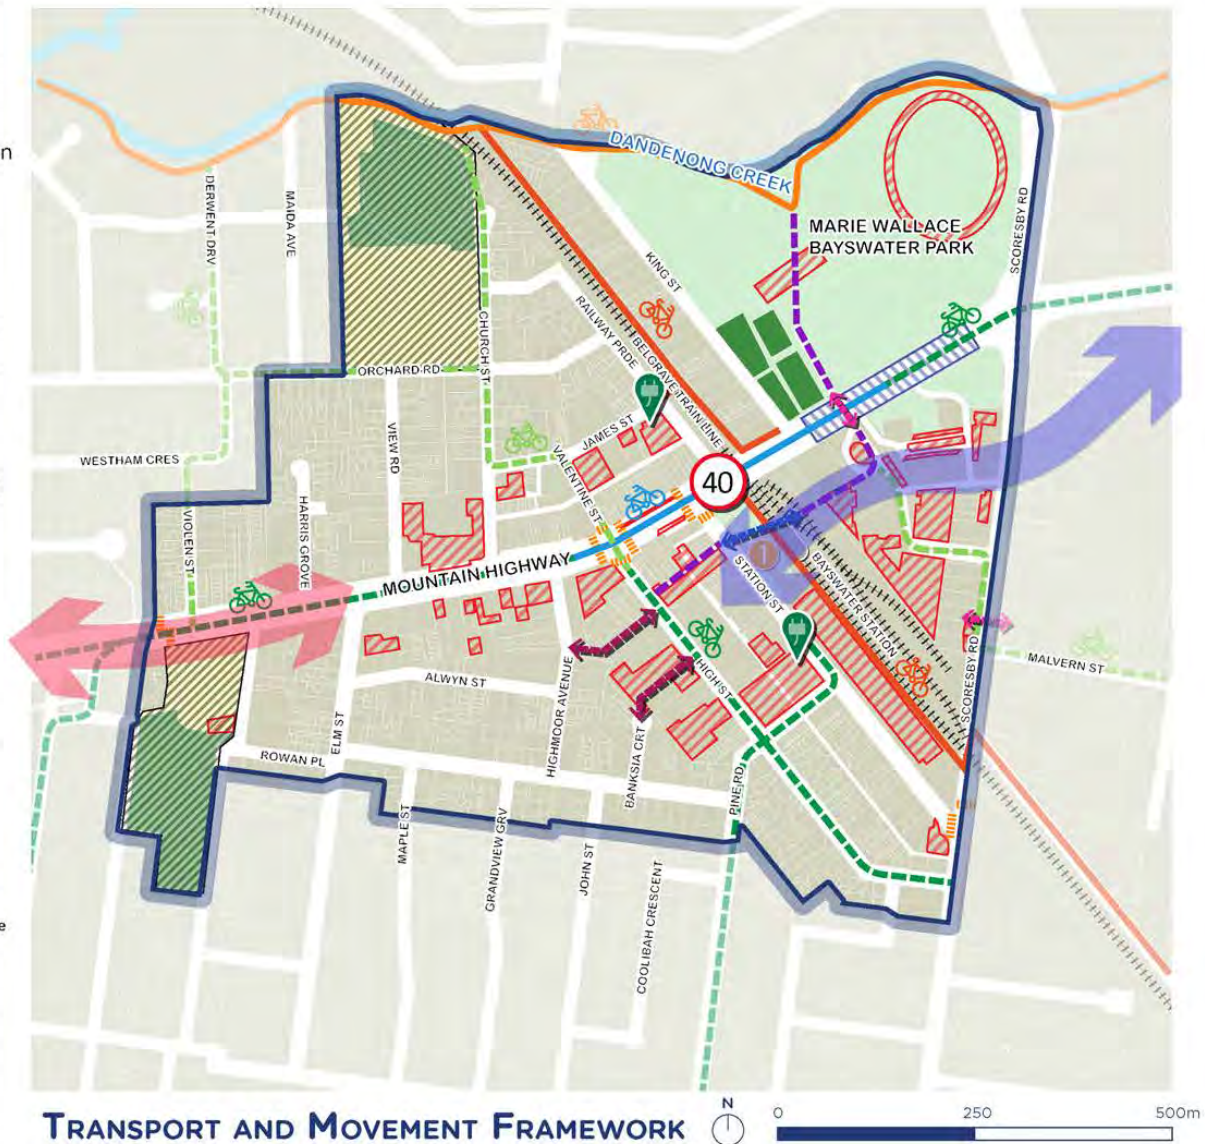 n
DANDENONG CREEK
DERWENT DRV
MAIDA AVE
MARIE WALLACE
BAYSWATER PARK
SCORESBY RD
KING ST
RAILWAY PRDE
BELGRAVE TRAIN LINE
CHURCH ST
ORCHARD RD
VIEW RD
JAMES ST
WESTHAM CRES
VALENTINE ST
40
VIOLEN ST
HARRIS GROVE
MOUNTAIN HIGHWAY
1
STATION ST
BAYSWATER STATION
MALVERN ST
SCORESBY RD
ALWYN ST
HIGH ST
HIGHMOOR AVENUE
ELM ST
ROWAN PL
BANKSIA CRT
PINE RD
MAPLE ST
GRANDVIEW GRV
JOHN ST
COOLIBAH CRESCENT
e
TRANSPORT AND MOVEMENT FRAMEWORK
N
0 250 500m